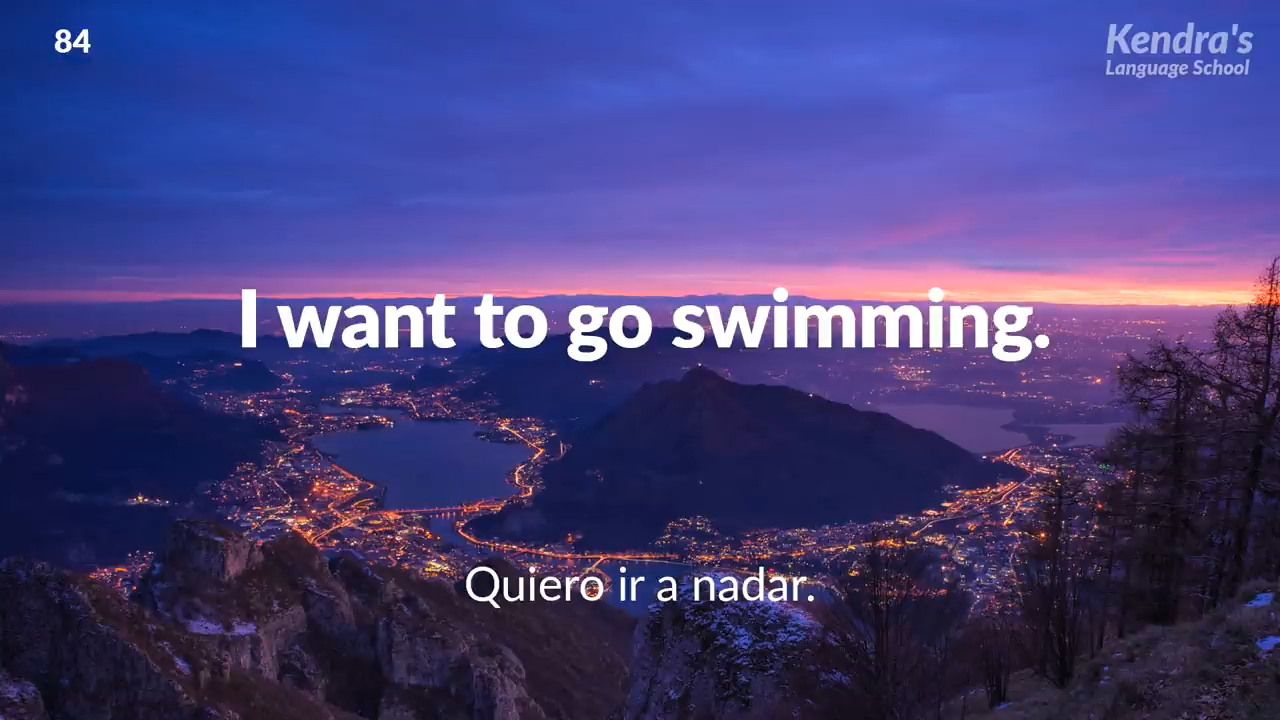 84
Kendra's
Language School
I want to go swimming.
Quiero ir a nadar.